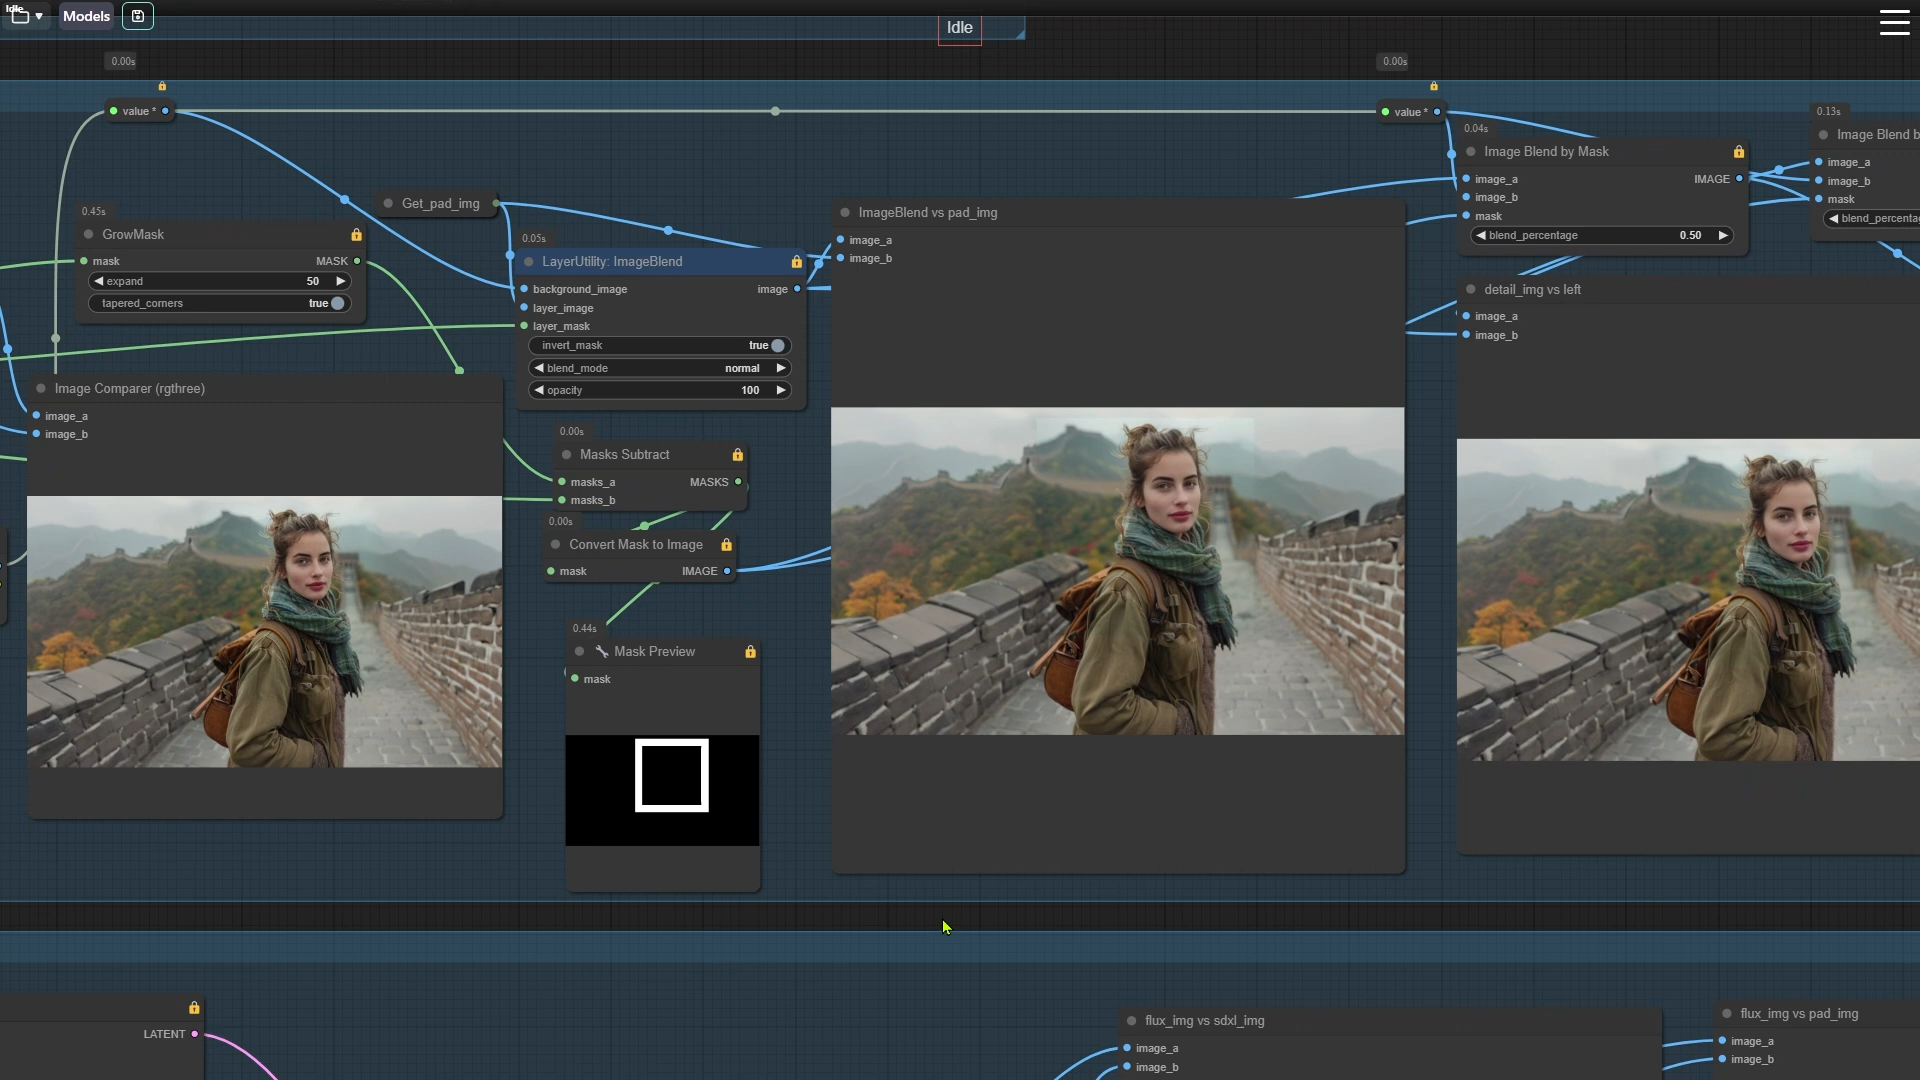 Idle
Models
Idle
0.00s
0.00s
value *
value *
0.13s
0.04s
Image Blend b
Image Blend by Mask
image_a
image_b
mask
IMAGE
blend_percentage
0.50
image_a
image_b
mask
blend_percenta
Get_pad_img
0.45s
GrowMask
mask
MASK
expand
50
tapered_corners
true
0.05s
LayerUtility: ImageBlend
background_image
image
layer_image
layer_mask
invert_mask
true
blend_mode
normal
opacity
100
ImageBlend vs pad_img
image_a
image_b
detail_img vs left
image_a
image_b
Image Comparer (rgthree)
image_a
image_b
0.00s
Masks Subtract
masks_a
MASKS
masks_b
0.00s
Convert Mask to Image
mask
IMAGE
0.44s
Mask Preview
mask
LATENT
flux_img vs sdxl_img
image_a
image_b
flux_img vs pad_img
image_a
image_b